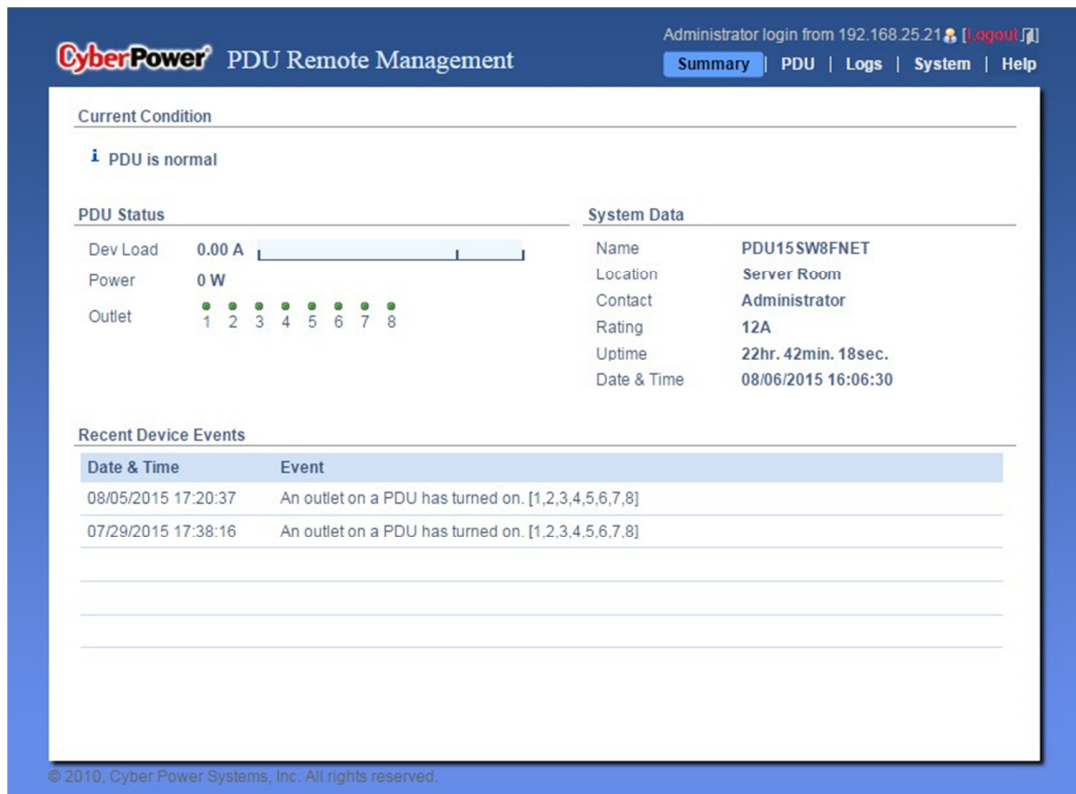 Administrator login from 192.168.25.21 [Logout]
CyberPower® PDU Remote Management
Summary | PDU | Logs | System | Help
Current Condition
i PDU is normal
PDU Status
Dev Load 0.00 A
Power 0 W
Outlet 1 2 3 4 5 6 7 8
System Data
Name PDU15SW8FNET
Location Server Room
Contact Administrator
Rating 12A
Uptime 22hr. 42min. 18sec.
Date & Time 08/06/2015 16:06:30
Recent Device Events
Date & Time Event
08/05/2015 17:20:37 An outlet on a PDU has turned on. [1,2,3,4,5,6,7,8]
07/29/2015 17:38:16 An outlet on a PDU has turned on. [1,2,3,4,5,6,7,8]
© 2010, Cyber Power Systems, Inc. All rights reserved.